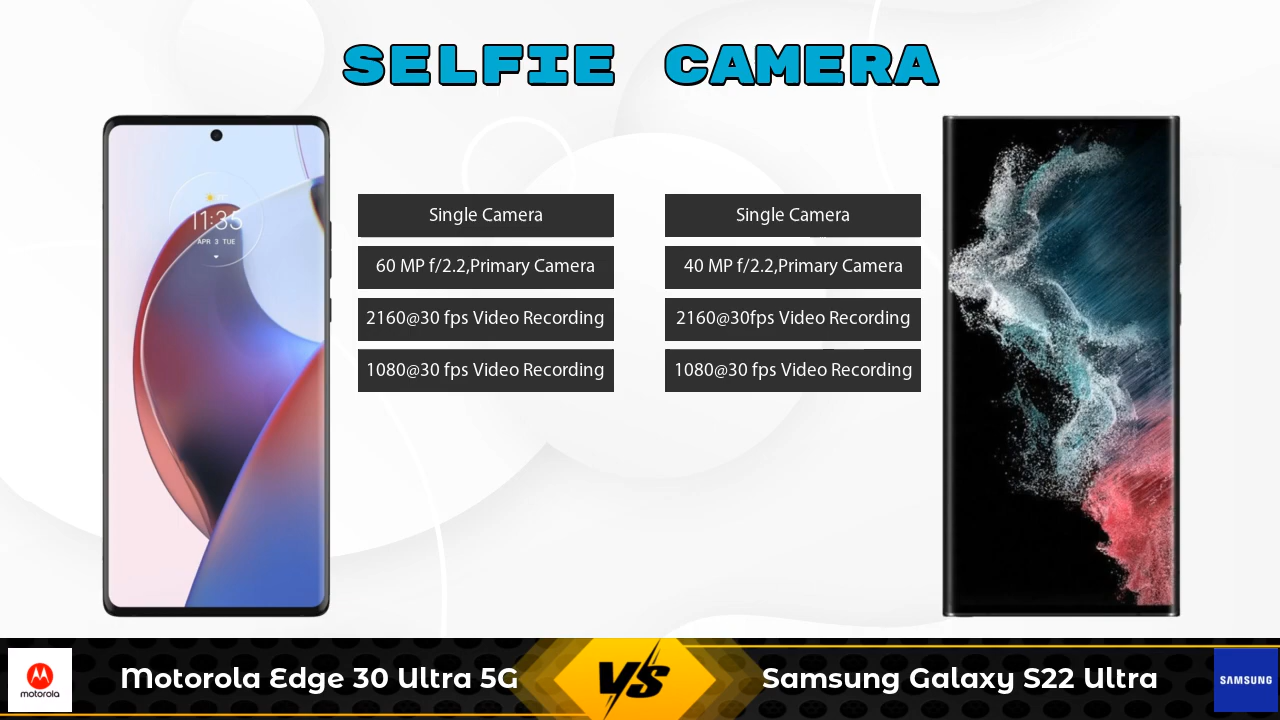 SELFIE CAMERA
11:35
APR 3 TUE
Single Camera
60 MP f/2.2,Primary Camera
2160@30 fps Video Recording
1080@30 fps Video Recording
Single Camera
40 MP f/2.2,Primary Camera
2160@30fps Video Recording
1080@30 fps Video Recording
motorola
Motorola Edge 30 Ultra 5G
VS
Samsung Galaxy S22 Ultra
SAMSUNG